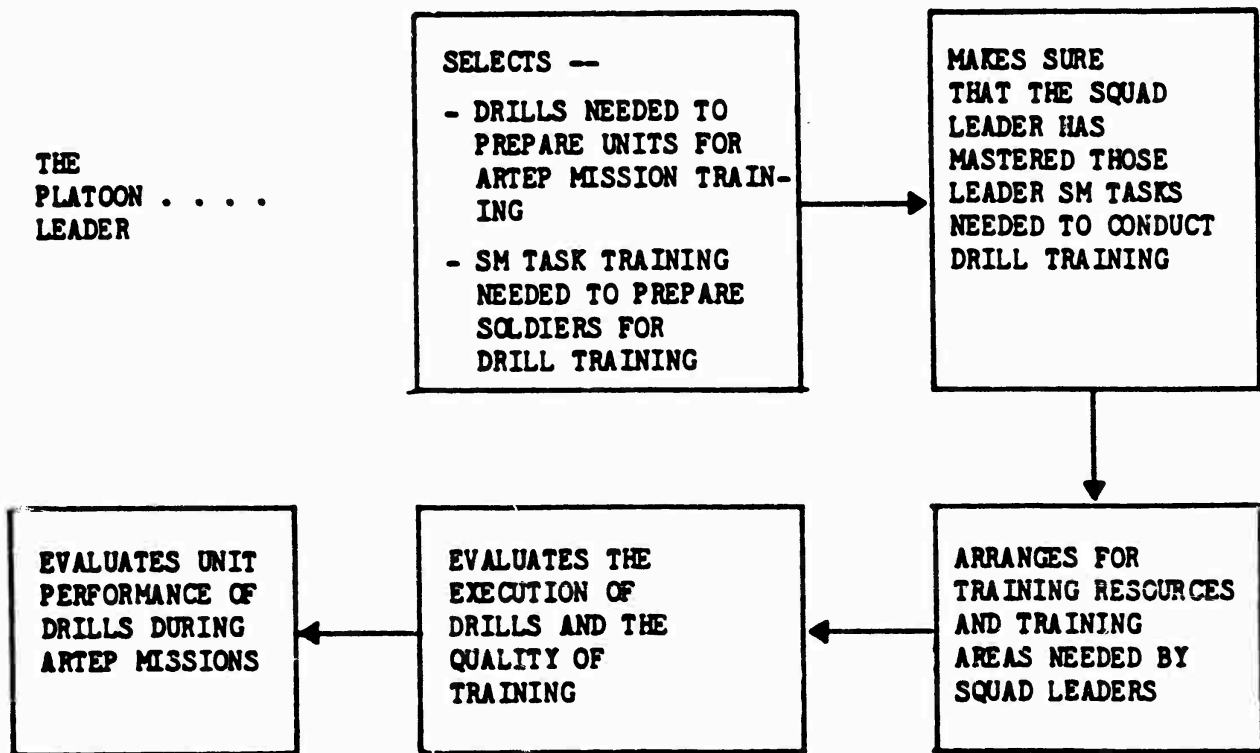 THE
PLATOON . . . .
LEADER
SELECTS --
- DRILLS NEEDED TO
PREPARE UNITS FOR
ARTEP MISSION TRAIN-
ING
- SM TASK TRAINING
NEEDED TO PREPARE
SOLDIERS FOR
DRILL TRAINING
MAKES SURE
THAT THE SQUAD
LEADER HAS
MASTERED THOSE
LEADER SM TASKS
NEEDED TO CONDUCT
DRILL TRAINING
ARRANGES FOR
TRAINING RESOURCES
AND TRAINING
AREAS NEEDED BY
SQUAD LEADERS
EVALUATES THE
EXECUTION OF
DRILLS AND THE
QUALITY OF
TRAINING
EVALUATES UNIT
PERFORMANCE OF
DRILLS DURING
ARTEP MISSIONS